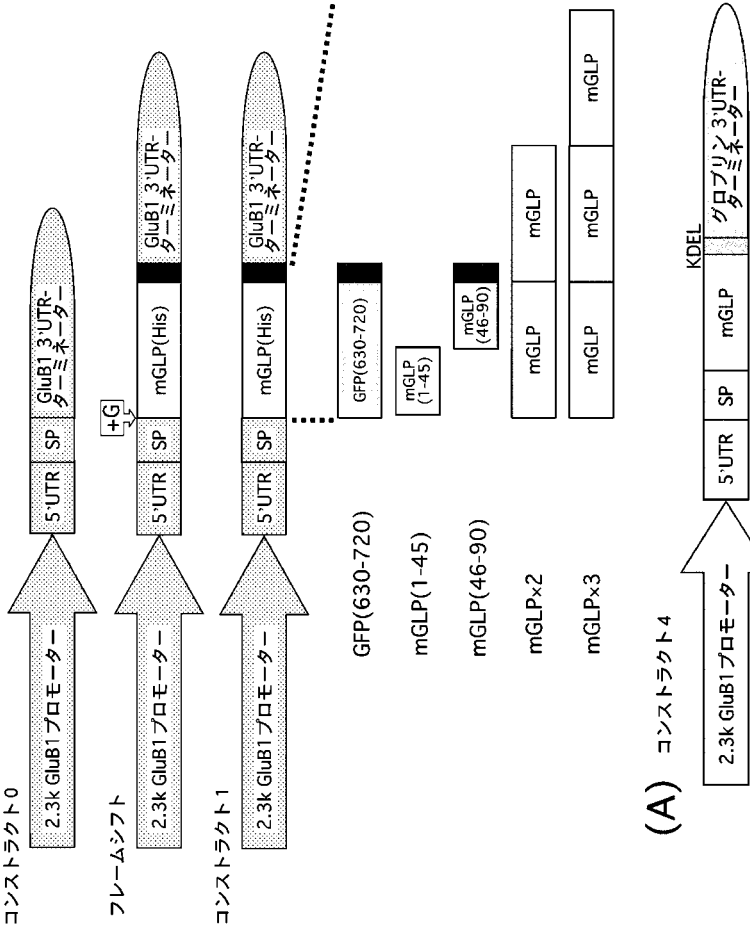 コンストラクト0
2.3k GluB1プロモーター
5'UTR
SP
GluB1 3'UTR-
ターミネーター
フレームシフト
+G
2.3k GluB1プロモーター
5'UTR
SP
mGLP(His)
GluB1 3'UTR-
ターミネーター
コンストラクト1
2.3k GluB1プロモーター
5'UTR
SP
mGLP(His)
GluB1 3'UTR-
ターミネーター
GFP(630-720)
GFP(630-720)
mGLP(1-45)
mGLP
(1-45)
mGLP(46-90)
mGLP
(46-90)
mGLP×2
mGLP
mGLP
mGLP×3
mGLP
mGLP
mGLP
(A)
コンストラクト4
2.3k GluB1プロモーター
5'UTR
SP
mGLP
KDEL
グロブリン 3'UTR-
ターミネーター